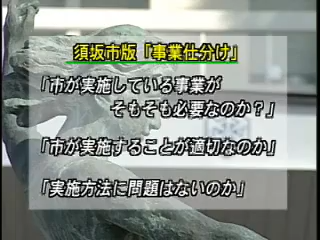 須坂市版「事業仕分け」
「市が実施している事業が
そもそも必要なのか？」
「市が実施することが適切なのか」
「実施方法に問題はないのか」